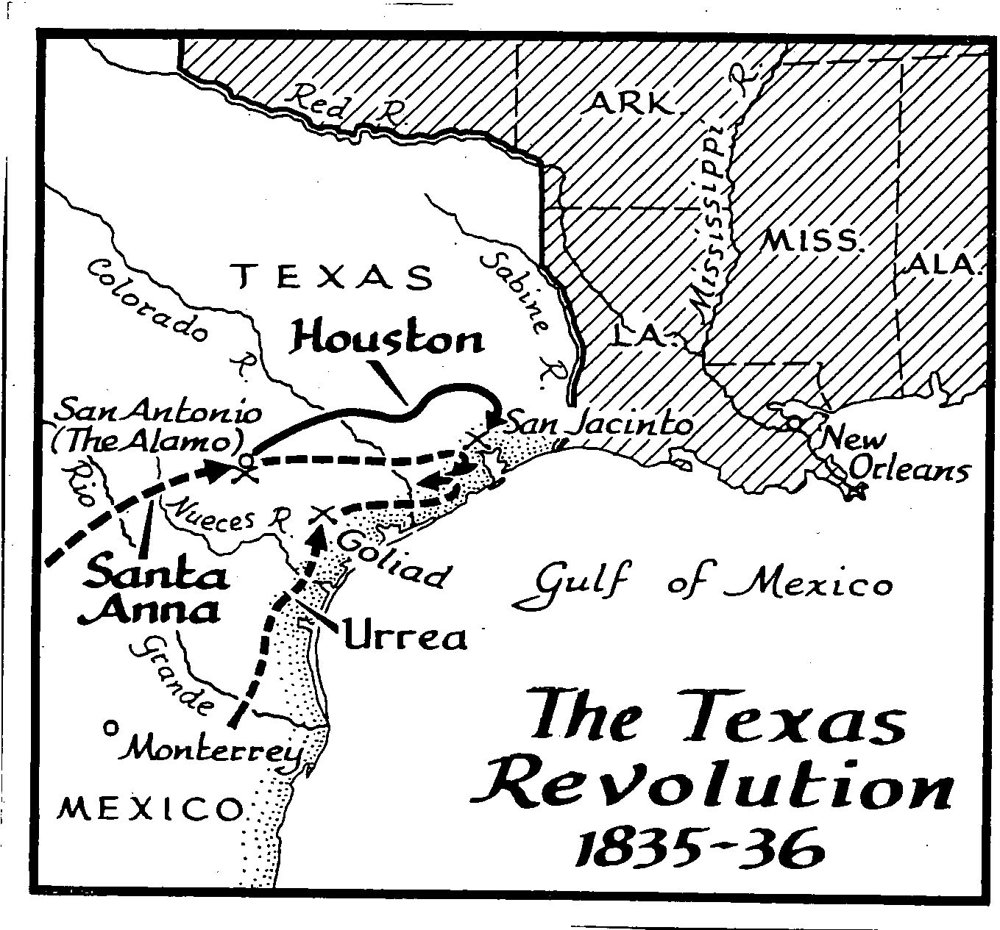 Red R.
ARK.
Mississippi R.
MISS.
ALA.
LA.
TEXAS
Colorado R.
Sabine R.
Houston
San Antonio
(The Alamo)
San Jacinto
New
Orleans
Rio
Nueces R.
Goliad
Santa
Anna
Urrea
Gulf of Mexico
Grande
Monterrey
MEXICO
The Texas
Revolution
1835-36